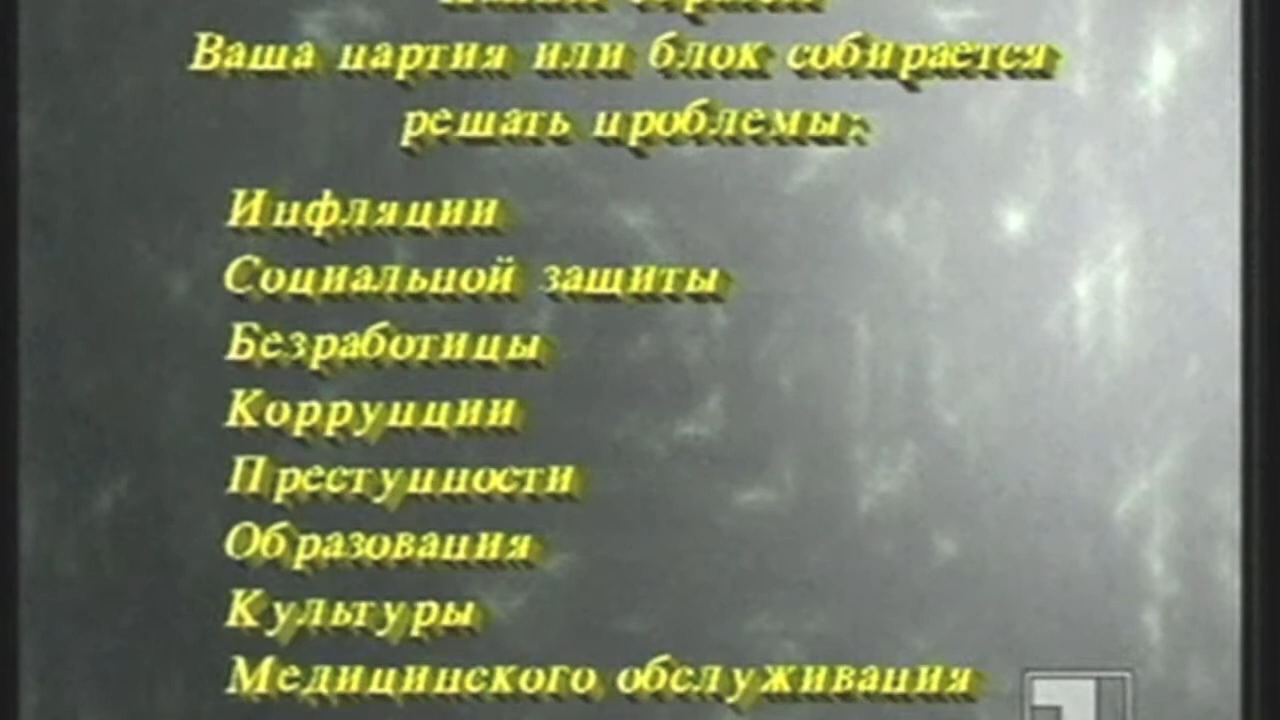 Ваша партия или блок собирается
решать проблемы:
Инфляции
Социальной защиты
Безработицы
Коррупции
Преступности
Образования
Культуры
Медицинского обслуживания